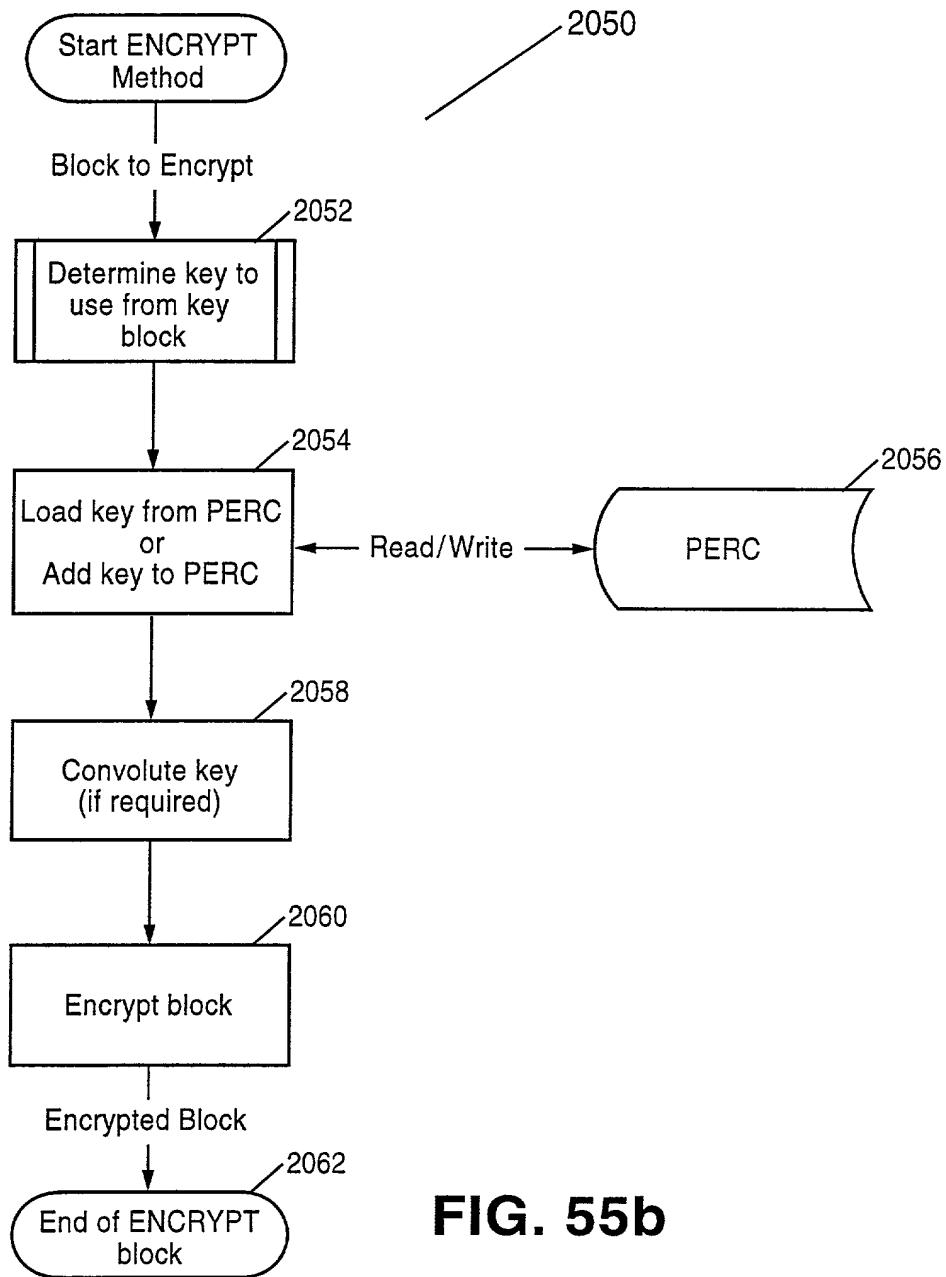 Start ENCRYPT
Method
2050
Block to Encrypt
2052
Determine key to
use from key
block
2054
Load key from PERC
or
Add key to PERC
Read/Write
2056
PERC
2058
Convolute key
(if required)
2060
Encrypt block
Encrypted Block
2062
End of ENCRYPT
block
FIG. 55b